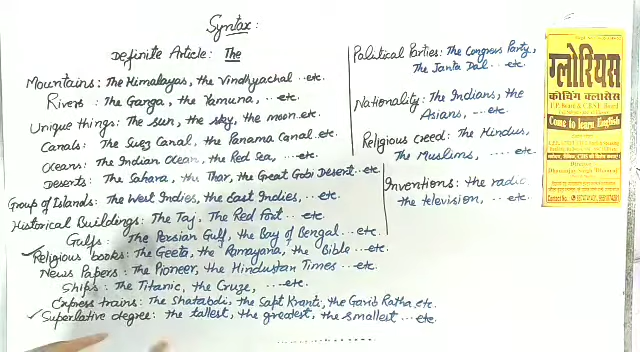 Syntax:
Definite Article: The
Mountains: The Himalayas, the Vindhyachal ...etc.
Rivers : The Ganga, the Yamuna, ...etc.
Unique things: The sun, the sky, the moon.etc.
Canals: The Suez Canal, the Panama Canal.etc.
Oceans: The Indian Ocean, the Red Sea, ....etc.
Deserts: The Sahara, the Thar, the Great Gobi Desert...etc.
Group of Islands: The West Indies, the East Indies, .. etc.
Historical Buildings: The Taj, The Red Fort ... etc.
Gulfs : The Persian Gulf, the Bay of Bengal ...etc.
Religious books: The Geeta, the Ramayana, the Bible ...etc.
News Papers: The Pioneer, the Hindustan Times ...etc.
Ships: The Titanic, the Cruze, ....etc.
Express trains: The Shatabdi, the Sapt Kranti, the Garib Ratha.etc.
Superlative degree: the tallest, the greatest, the smallest ... etc.
Political Parties: The Congress Party,
The Janta Dal... etc.
Nationality: The Indians, the
Asians, ....etc.
Religious creed: The Hindus,
The Muslims, .... etc.
Inventions: the radio,
the television, .. etc.
ग्लोरियस
कोचिंग क्लासेस
U.P. Board & C.B.S.E. Board
Come to learn English